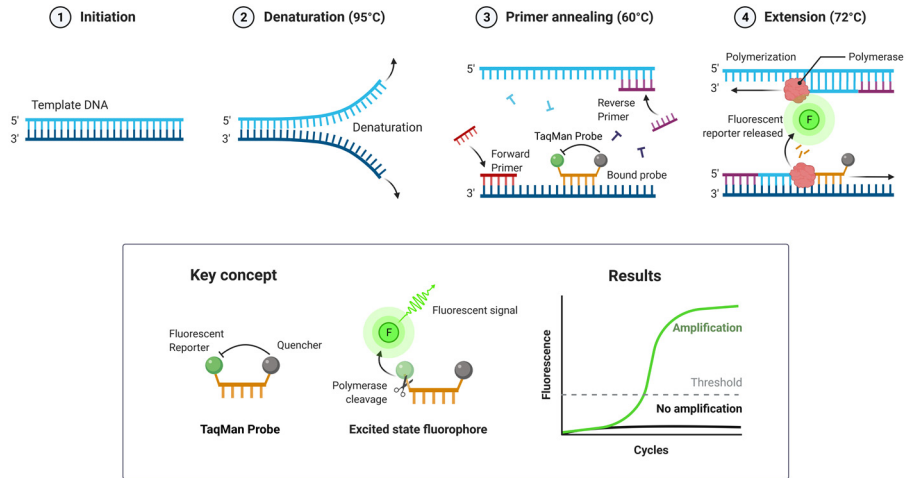 1 Initiation
Template DNA
5'
3'
2 Denaturation (95°C)
5'
3'
Denaturation
3 Primer annealing (60°C)
5'
Reverse
Primer
TaqMan Probe
Forward
Primer
Bound probe
3'
4 Extension (72°C)
Polymerization
Polymerase
5'
3'
F
Fluorescent
reporter released
5'
3'
Key concept
Fluorescent
Reporter
Quencher
TaqMan Probe
F
Fluorescent signal
Polymerase
cleavage
Excited state fluorophore
Results
Fluorescence
Amplification
Threshold
No amplification
Cycles